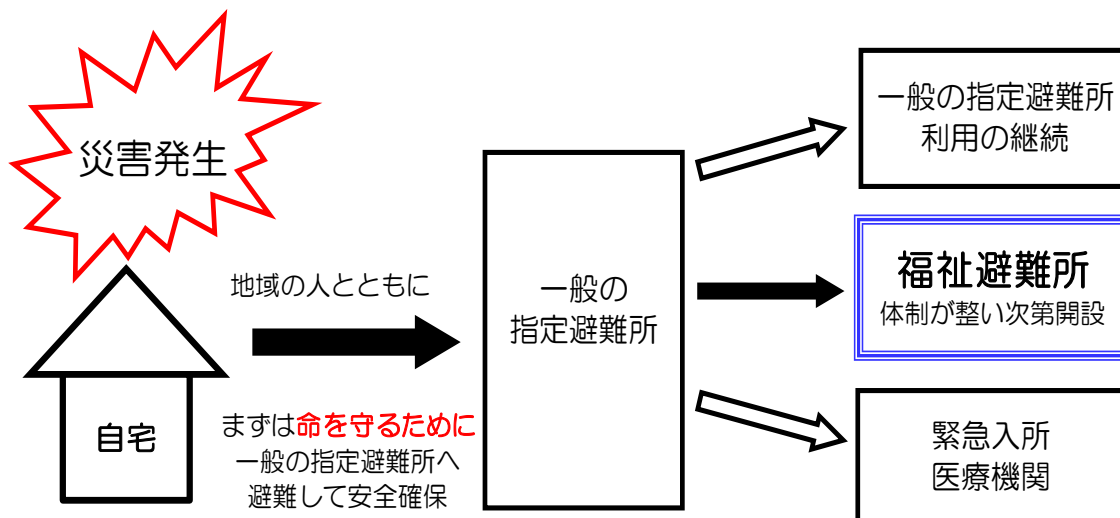 災害発生
自宅
地域の人とともに
まずは命を守るために
一般の指定避難所へ
避難して安全確保
一般の
指定避難所
一般の指定避難所
利用の継続
福祉避難所
体制が整い次第開設
緊急入所
医療機関